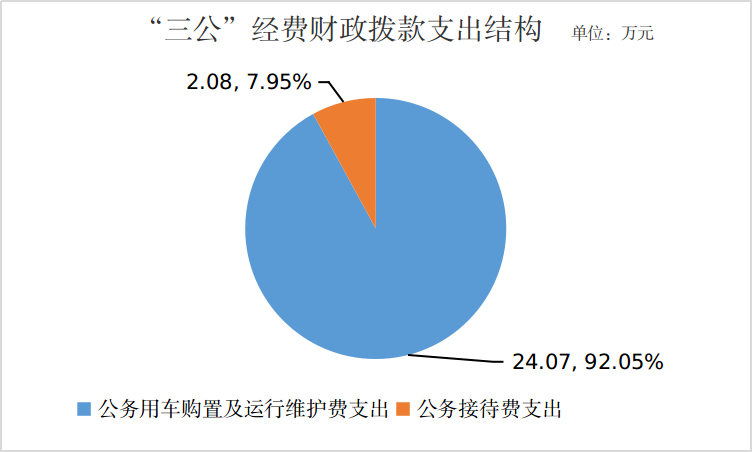 “三公”经费财政拨款支出结构 单位：万元
2.08, 7.95%
24.07, 92.05%
公务用车购置及运行维护费支出 公务接待费支出